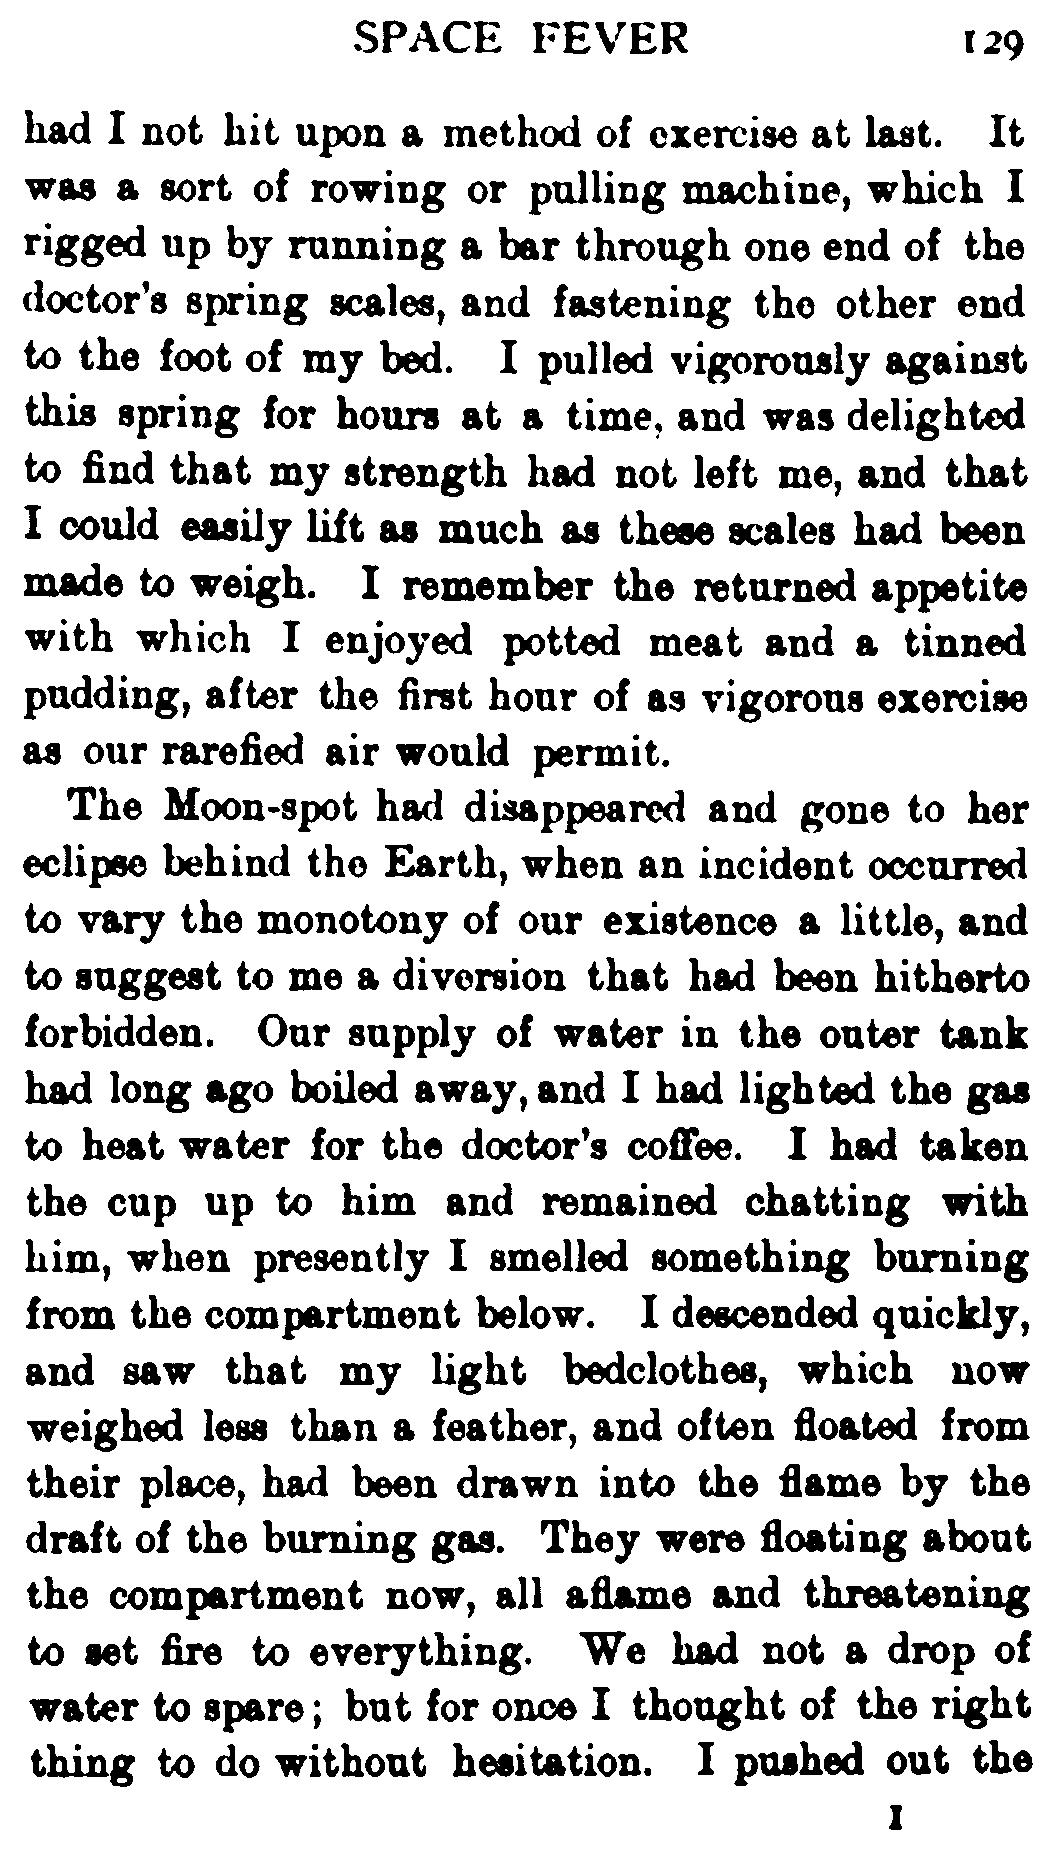 SPACE FEVER 129
had I not hit upon a method of exercise at last. It
was a sort of rowing or pulling machine, which I
rigged up by running a bar through one end of the
doctor's spring scales, and fastening the other end
to the foot of my bed. I pulled vigorously against
this spring for hours at a time, and was delighted
to find that my strength had not left me, and that
I could easily lift as much as these scales had been
made to weigh. I remember the returned appetite
with which I enjoyed potted meat and a tinned
pudding, after the first hour of as vigorous exercise
as our rarefied air would permit.
The Moon-spot had disappeared and gone to her
eclipse behind the Earth, when an incident occurred
to vary the monotony of our existence a little, and
to suggest to me a diversion that had been hitherto
forbidden. Our supply of water in the outer tank
had long ago boiled away, and I had lighted the gas
to heat water for the doctor's coffee. I had taken
the cup up to him and remained chatting with
him, when presently I smelled something burning
from the compartment below. I descended quickly,
and saw that my light bedclothes, which now
weighed less than a feather, and often floated from
their place, had been drawn into the flame by the
draft of the burning gas. They were floating about
the compartment now, all aflame and threatening
to set fire to everything. We had not a drop of
water to spare; but for once I thought of the right
thing to do without hesitation. I pushed out the
I